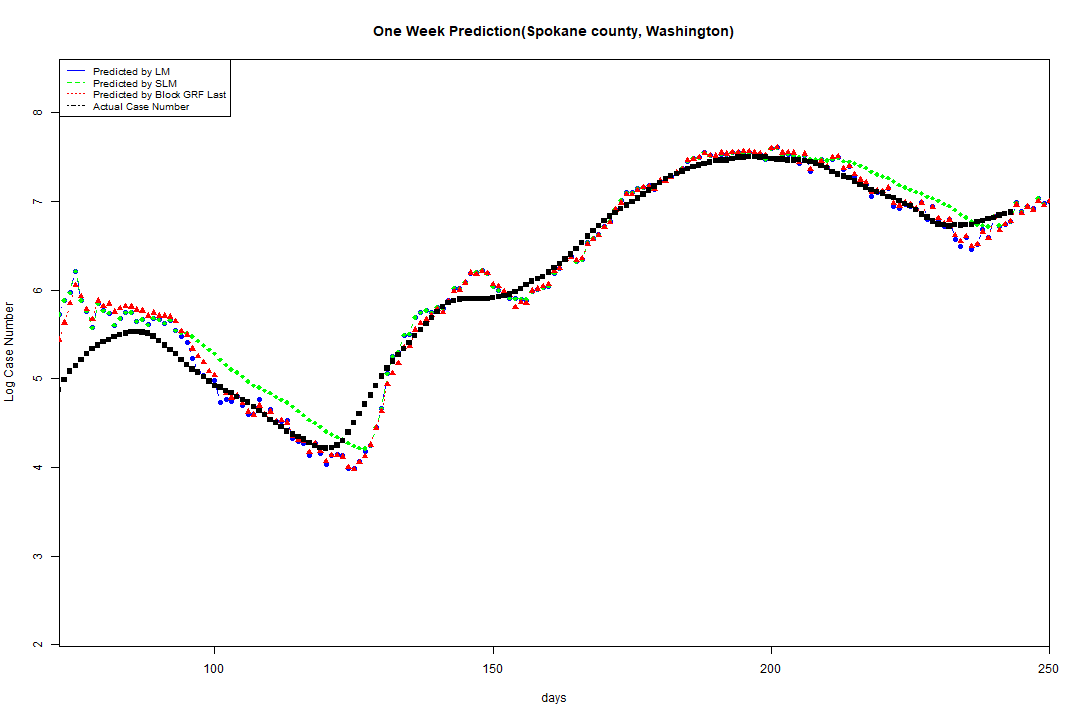 One Week Prediction(Spokane county, Washington)
Predicted by LM
Predicted by SLM
Predicted by Block GRF Last
Actual Case Number
8
7
6
5
4
3
2
Log Case Number
100 150 200 250
days